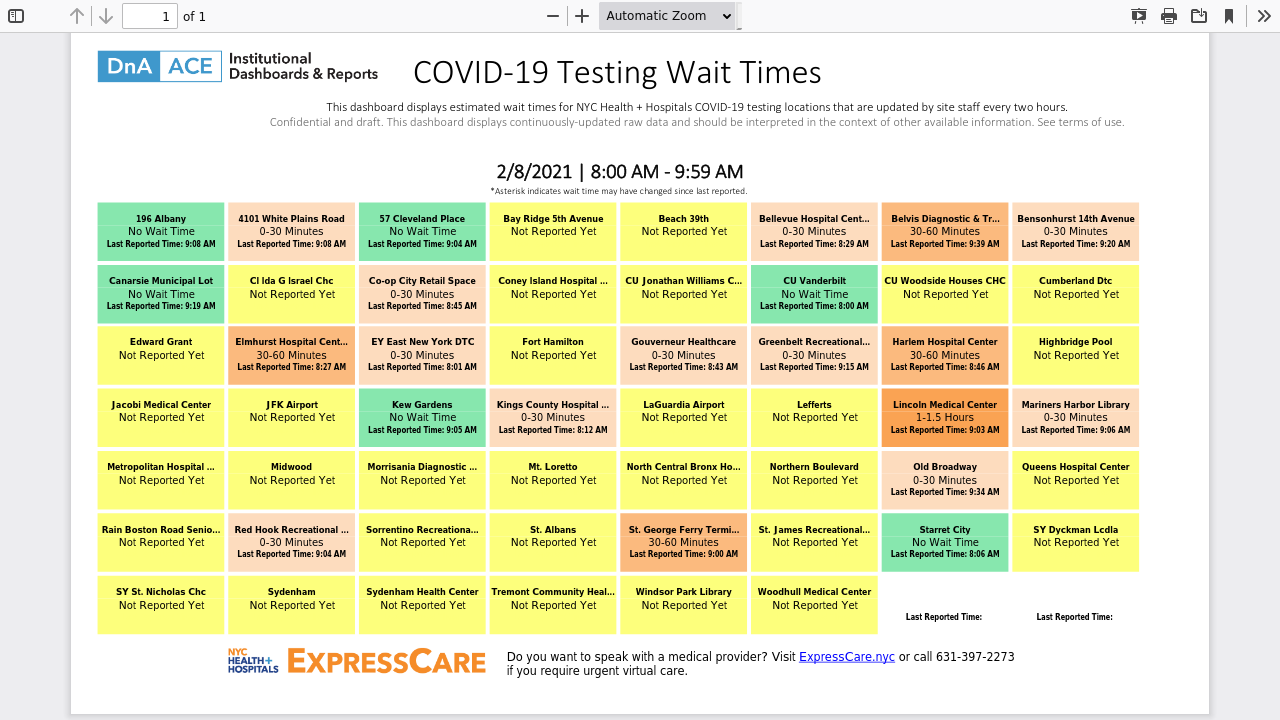 1 of 1 Automatic Zoom
DnA ACE Institutional
Dashboards & Reports
COVID-19 Testing Wait Times
This dashboard displays estimated wait times for NYC Health + Hospitals COVID-19 testing locations that are updated by site staff every two hours.
Confidential and draft. This dashboard displays continuously-updated raw data and should be interpreted in the context of other available information. See terms of use.
2/8/2021 | 8:00 AM - 9:59 AM
*Asterisk indicates wait time may have changed since last reported.
196 Albany
No Wait Time
Last Reported Time: 9:08 AM
4101 White Plains Road
0-30 Minutes
Last Reported Time: 9:08 AM
57 Cleveland Place
No Wait Time
Last Reported Time: 9:04 AM
Bay Ridge 5th Avenue
Not Reported Yet
Beach 39th
Not Reported Yet
Bellevue Hospital Cent...
0-30 Minutes
Last Reported Time: 8:29 AM
Belvis Diagnostic & Tr...
30-60 Minutes
Last Reported Time: 9:39 AM
Bensonhurst 14th Avenue
0-30 Minutes
Last Reported Time: 9:20 AM
Canarsie Municipal Lot
No Wait Time
Last Reported Time: 9:19 AM
Cl Ida G Israel Chc
Not Reported Yet
Co-op City Retail Space
0-30 Minutes
Last Reported Time: 8:45 AM
Coney Island Hospital ...
Not Reported Yet
CU Jonathan Williams C...
Not Reported Yet
CU Vanderbilt
No Wait Time
Last Reported Time: 8:00 AM
CU Woodside Houses CHC
Not Reported Yet
Cumberland Dtc
Not Reported Yet
Edward Grant
Not Reported Yet
Elmhurst Hospital Cent...
30-60 Minutes
Last Reported Time: 8:27 AM
EY East New York DTC
0-30 Minutes
Last Reported Time: 8:01 AM
Fort Hamilton
Not Reported Yet
Gouverneur Healthcare
0-30 Minutes
Last Reported Time: 8:43 AM
Greenbelt Recreational...
0-30 Minutes
Last Reported Time: 9:15 AM
Harlem Hospital Center
30-60 Minutes
Last Reported Time: 8:46 AM
Highbridge Pool
Not Reported Yet
Jacobi Medical Center
Not Reported Yet
JFK Airport
Not Reported Yet
Kew Gardens
No Wait Time
Last Reported Time: 9:05 AM
Kings County Hospital ...
0-30 Minutes
Last Reported Time: 8:12 AM
LaGuardia Airport
Not Reported Yet
Lefferts
Not Reported Yet
Lincoln Medical Center
1-1.5 Hours
Last Reported Time: 9:03 AM
Mariners Harbor Library
0-30 Minutes
Last Reported Time: 9:06 AM
Metropolitan Hospital ...
Not Reported Yet
Midwood
Not Reported Yet
Morrisania Diagnostic ...
Not Reported Yet
Mt. Loretto
Not Reported Yet
North Central Bronx Ho...
Not Reported Yet
Northern Boulevard
Not Reported Yet
Old Broadway
0-30 Minutes
Last Reported Time: 9:34 AM
Queens Hospital Center
Not Reported Yet
Rain Boston Road Senio...
Not Reported Yet
Red Hook Recreational ...
0-30 Minutes
Last Reported Time: 9:04 AM
Sorrentino Recreationa...
Not Reported Yet
St. Albans
Not Reported Yet
St. George Ferry Termi...
30-60 Minutes
Last Reported Time: 9:00 AM
St. James Recreational...
Not Reported Yet
Starret City
No Wait Time
Last Reported Time: 8:06 AM
SY Dyckman Lcdla
Not Reported Yet
SY St. Nicholas Chc
Not Reported Yet
Sydenham
Not Reported Yet
Sydenham Health Center
Not Reported Yet
Tremont Community Heal...
Not Reported Yet
Windsor Park Library
Not Reported Yet
Woodhull Medical Center
Not Reported Yet
Last Reported Time:
Last Reported Time:
NYC
HEALTH+
HOSPITALS
EXPRESSCARE
Do you want to speak with a medical provider? Visit ExpressCare.nyc or call 631-397-2273
if you require urgent virtual care.